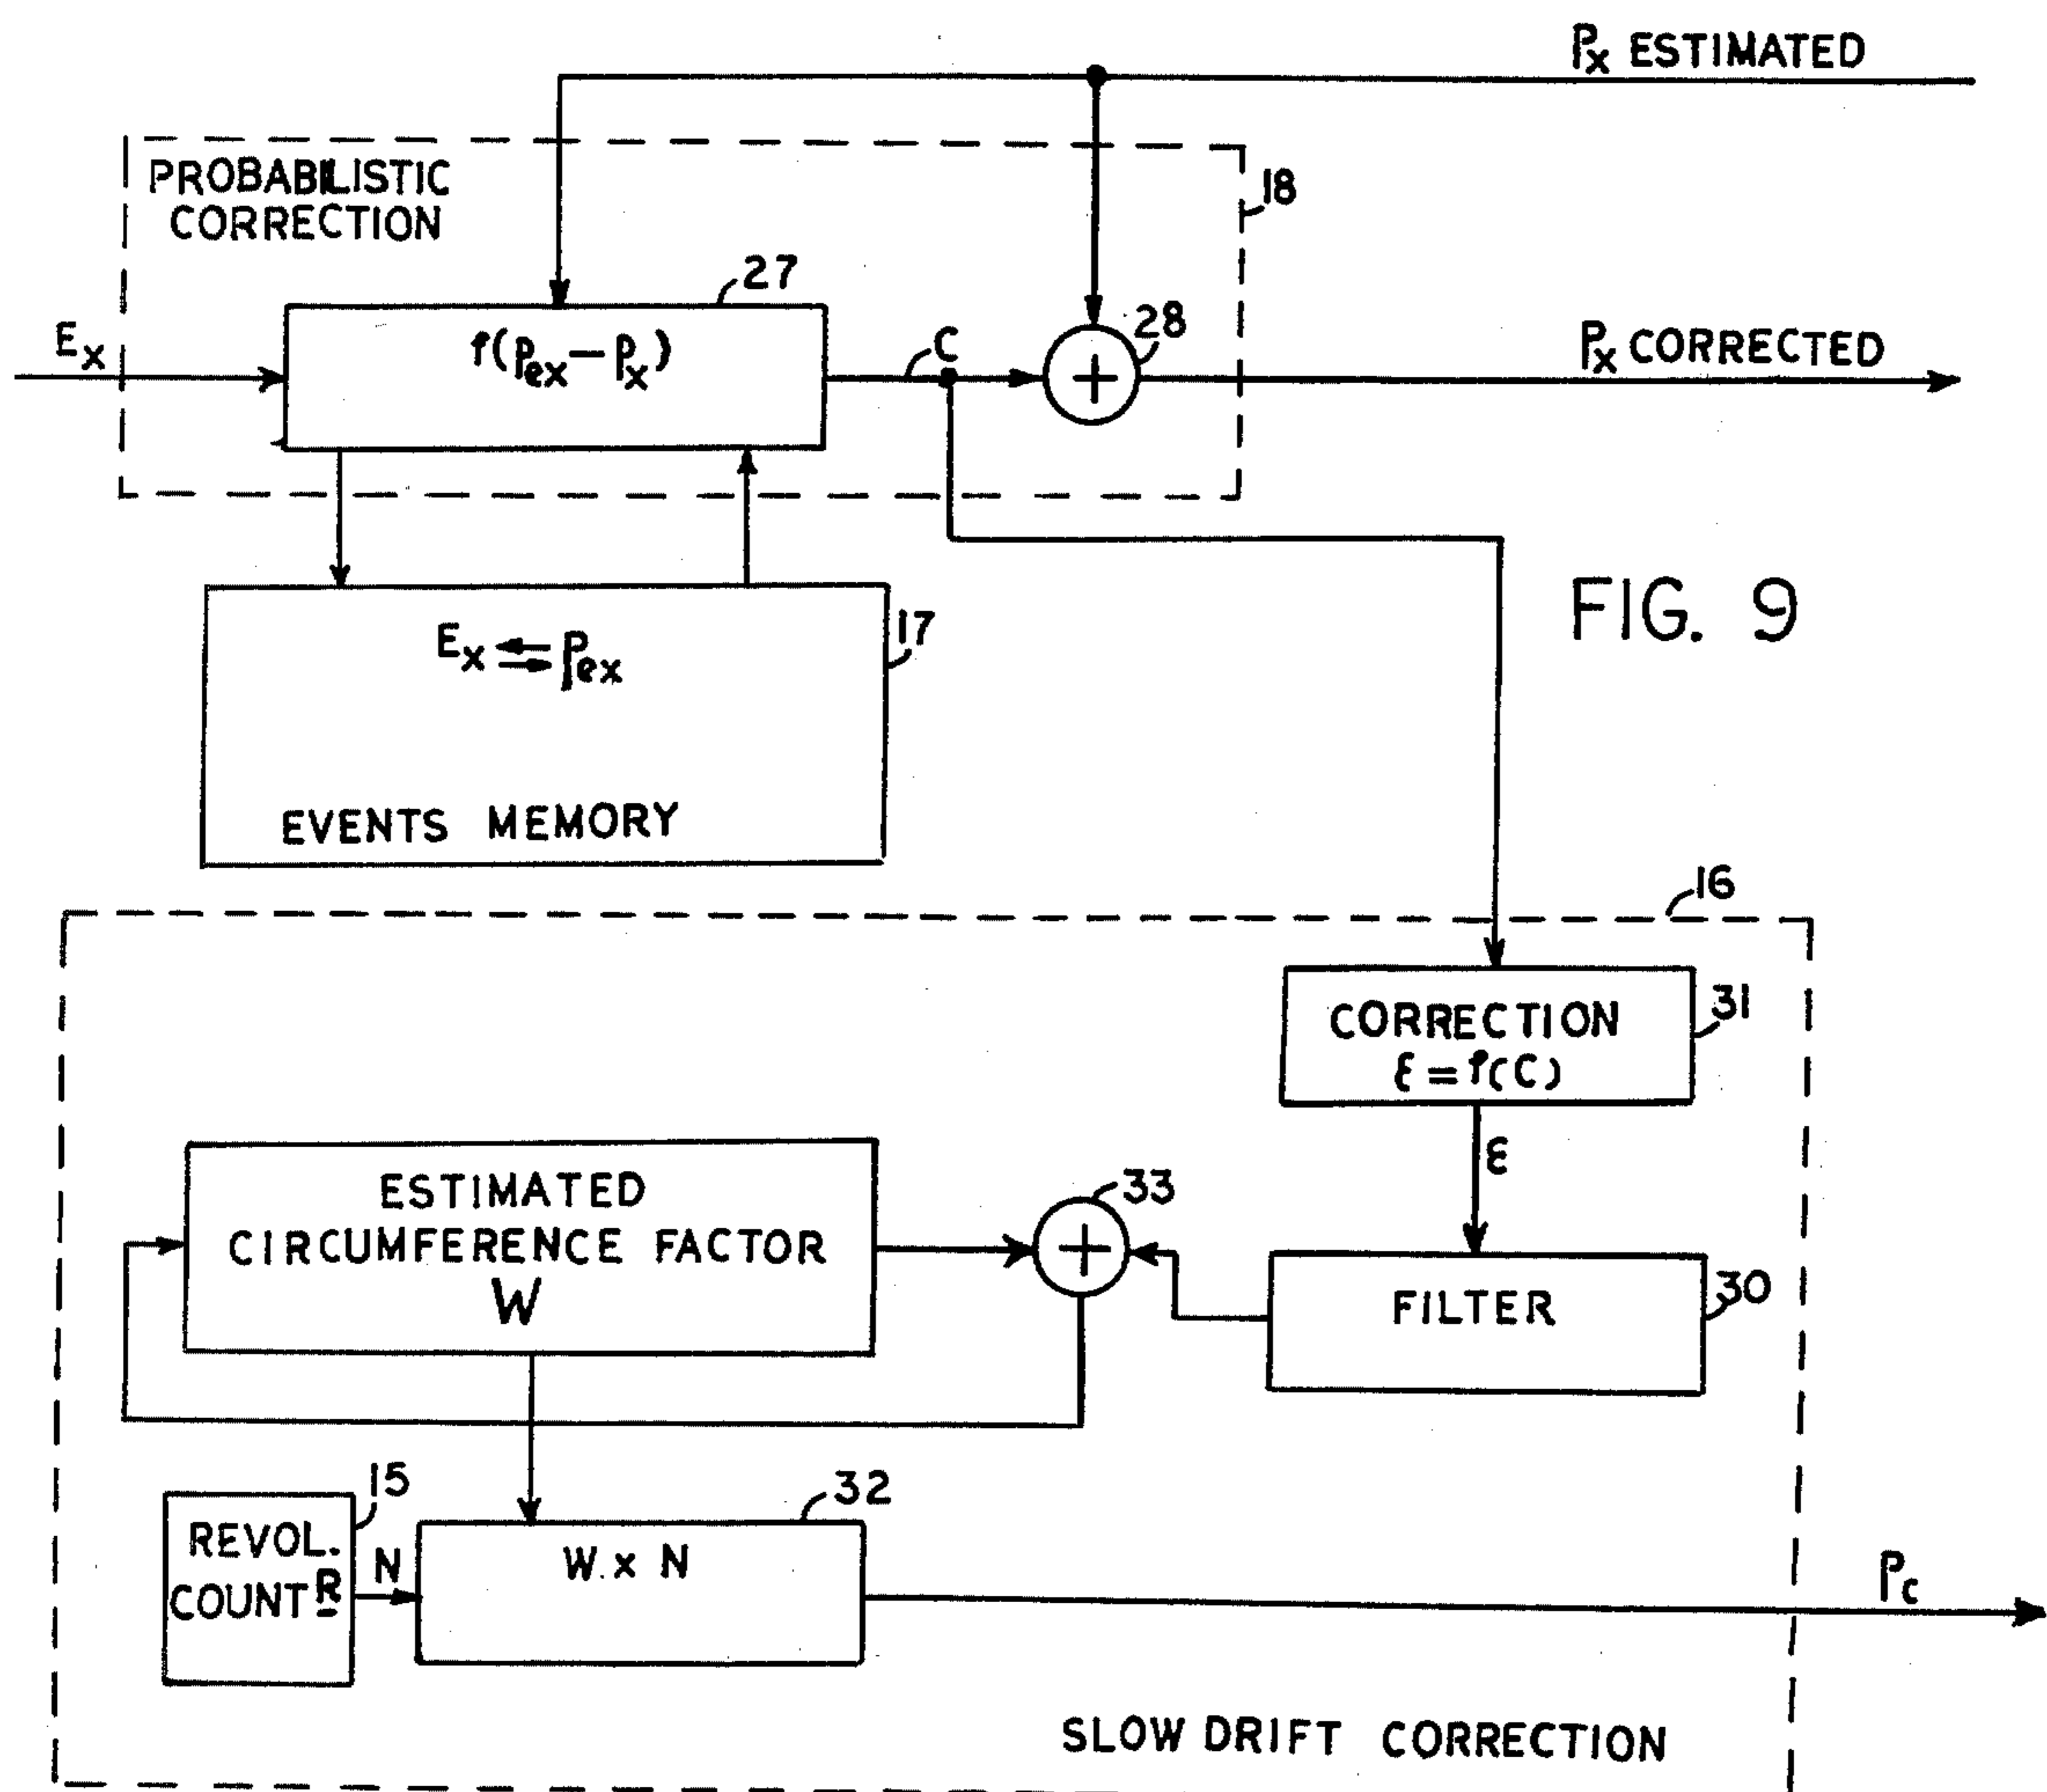 Px ESTIMATED
PROBABILISTIC
CORRECTION
18
27
Ex
f(pex – px)
C
28
Px CORRECTED
Ex ⇆ pex
17
FIG. 9
EVENTS MEMORY
16
CORRECTION
ε = f(C)
31
ε
ESTIMATED
CIRCUMFERENCE FACTOR
W
33
FILTER
30
15
REVOL.
COUNT R
N
32
W. x N
Pc
SLOW DRIFT CORRECTION